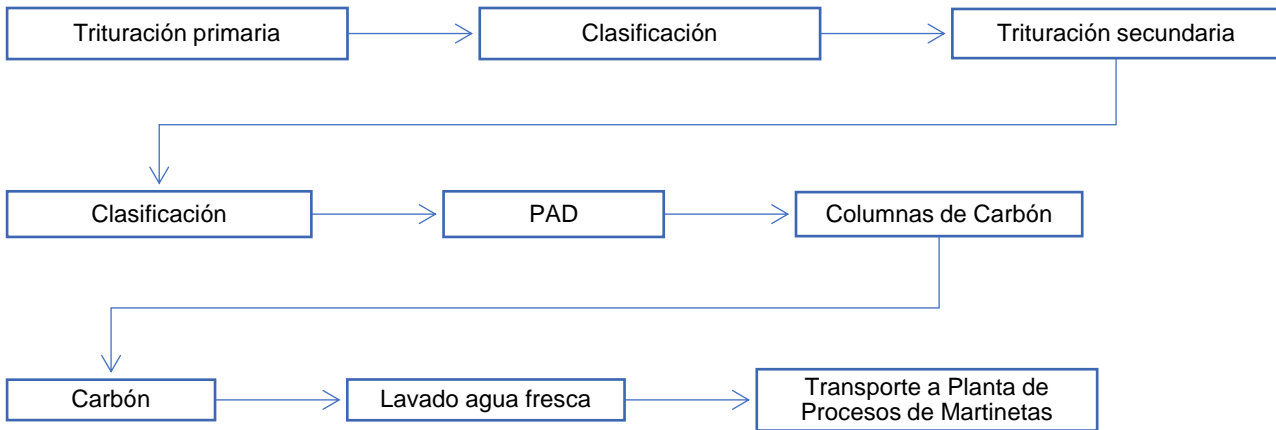 Trituración primaria
Clasificación
Trituración secundaria
Clasificación
PAD
Columnas de Carbón
Carbón
Lavado agua fresca
Transporte a Planta de
Procesos de Martinetas